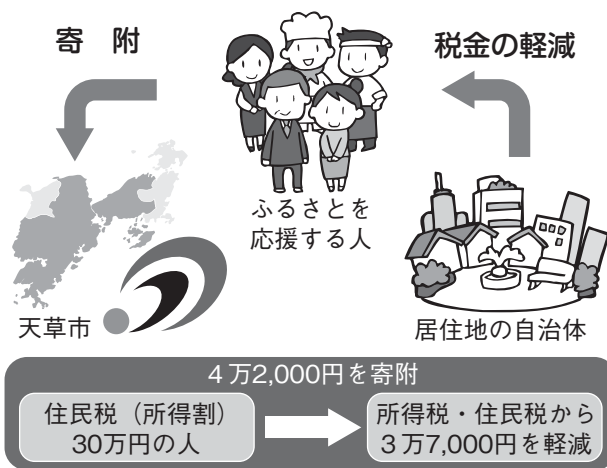 寄 附
税金の軽減
ふるさとを
応援する人
天草市
居住地の自治体
4万2,000円を寄附
住民税（所得割）
30万円の人
所得税・住民税から
3万7,000円を軽減